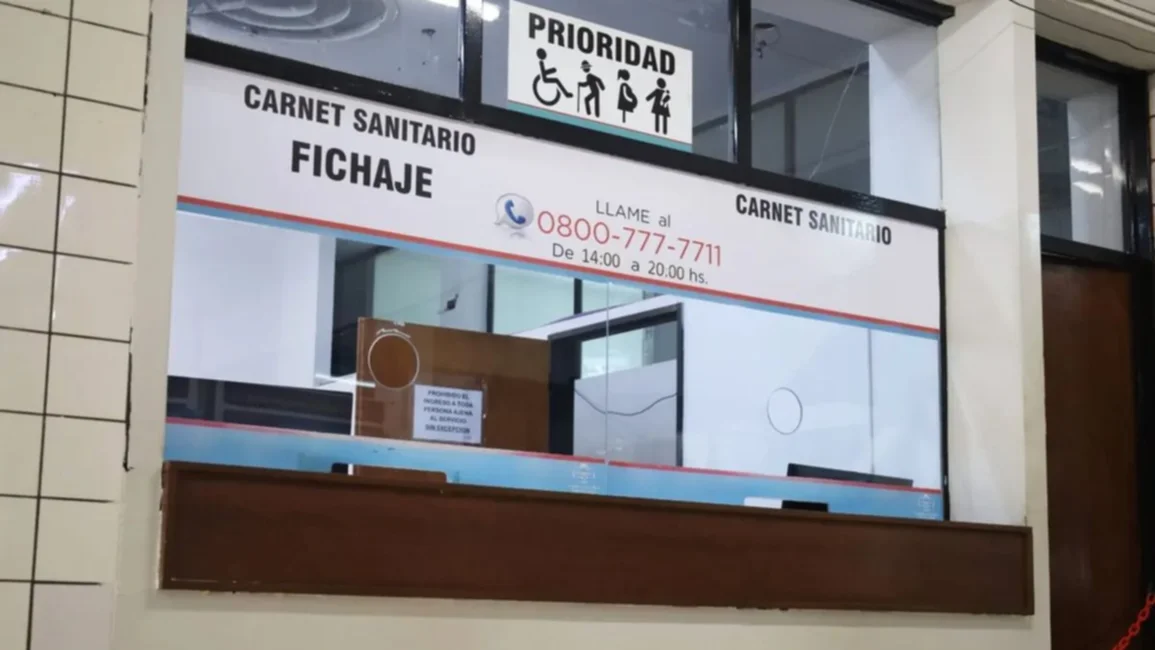 PRIORIDAD
CARNET SANITARIO
FICHAJE
LLAME al
0800-777-7711
De 14:00 a 20:00 hs.
CARNET SANITARIO
PROHIBIDO EL
INGRESO A TODA
PERSONA AJENA
AL SERVICIO
SIN EXCEPCION